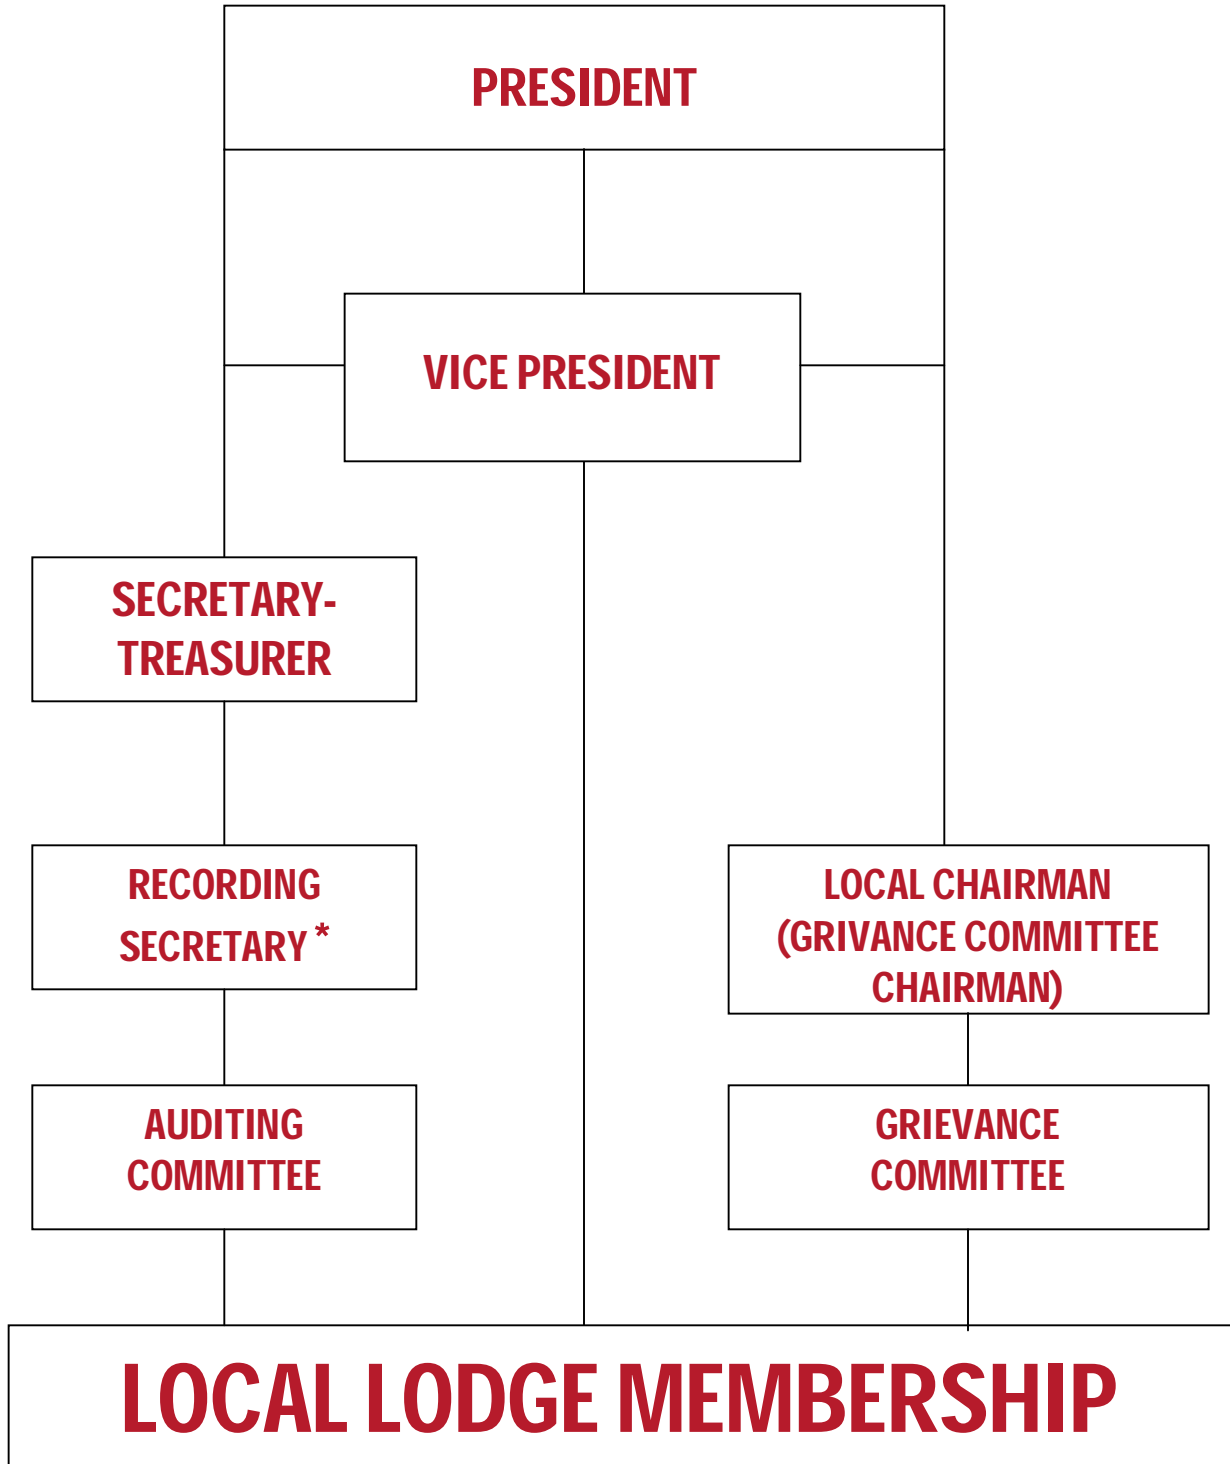 PRESIDENT
VICE PRESIDENT
SECRETARY-
TREASURER
RECORDING
SECRETARY *
LOCAL CHAIRMAN
(GRIVANCE COMMITTEE
CHAIRMAN)
AUDITING
COMMITTEE
GRIEVANCE
COMMITTEE
LOCAL LODGE MEMBERSHIP